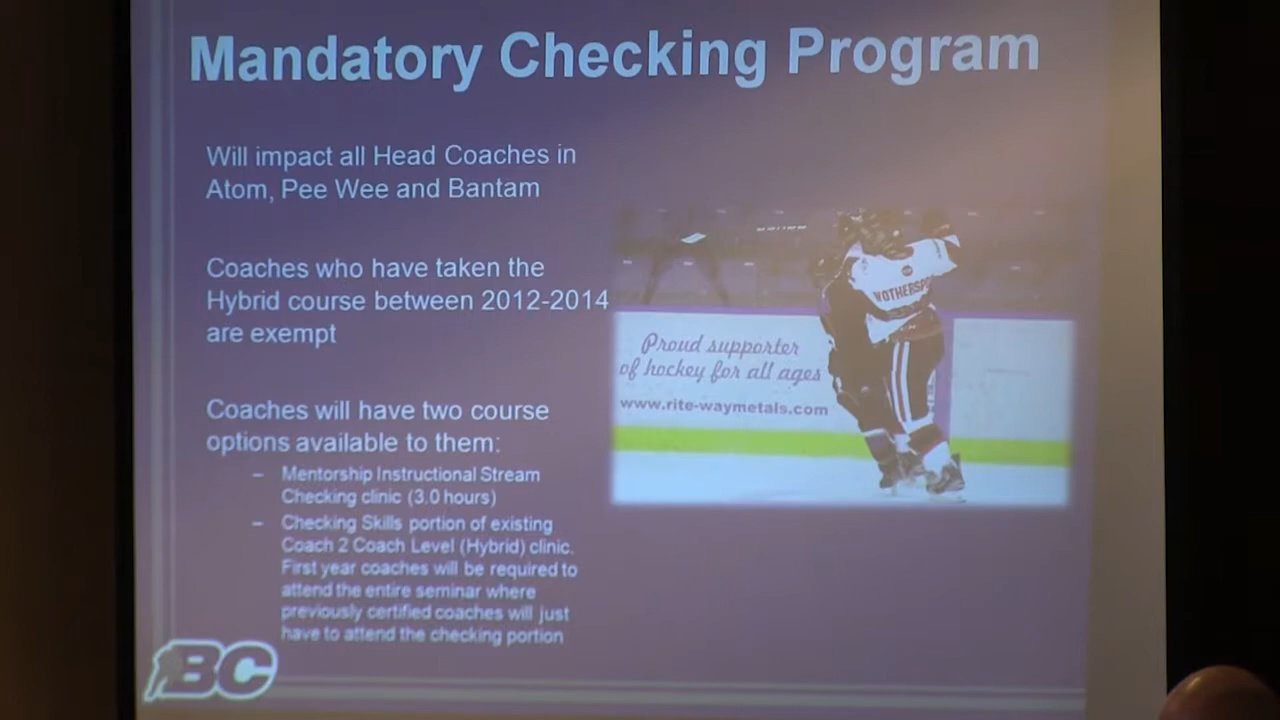 Mandatory Checking Program
Will impact all Head Coaches in
Atom, Pee Wee and Bantam
Coaches who have taken the
Hybrid course between 2012-2014
are exempt
Coaches will have two course
options available to them:
– Mentorship Instructional Stream
Checking clinic (3.0 hours)
– Checking Skills portion of existing
Coach 2 Coach Level (Hybrid) clinic.
First year coaches will be required to
attend the entire seminar where
previously certified coaches will just
have to attend the checking portion
Proud supporter
of hockey for all ages
www.rite-waymetals.com
BC